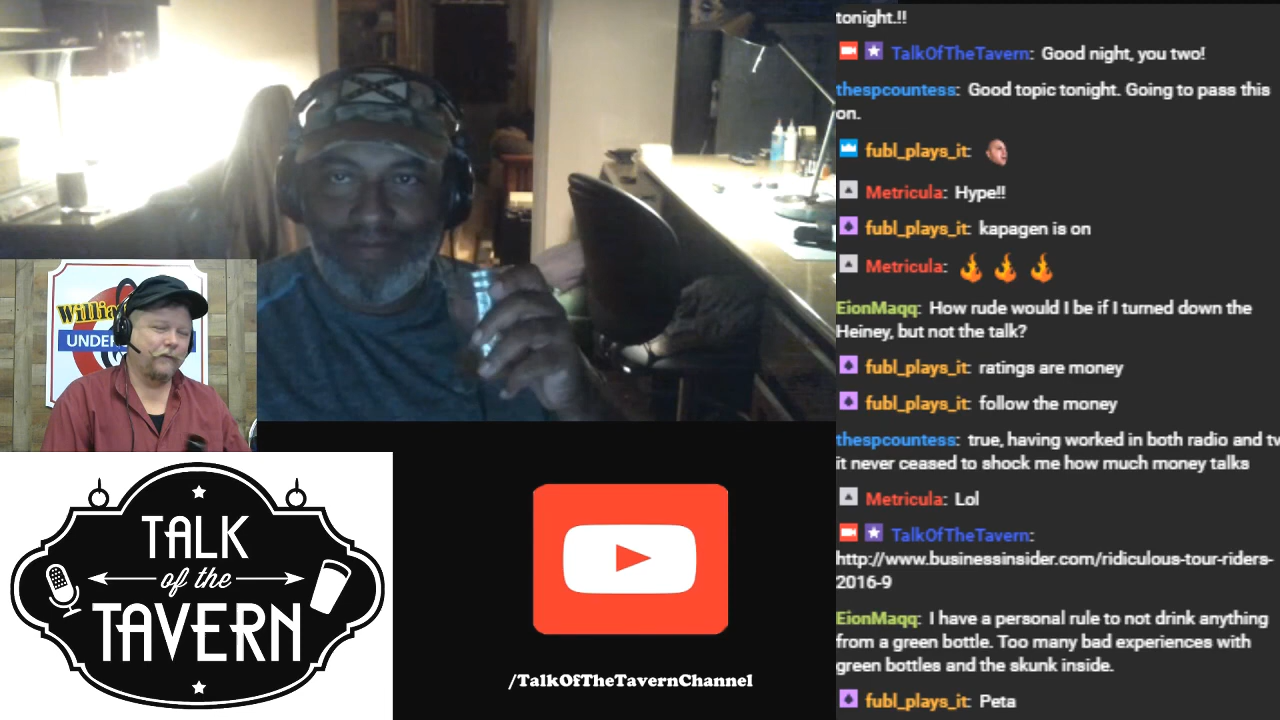 tonight.!!
TalkOfTheTavern: Good night, you two!
thespcountess: Good topic tonight. Going to pass this
on.
fubl_plays_it:
Metricula: Hype!!
fubl_plays_it: kapagen is on
Metricula:
EionMaqq: How rude would I be if I turned down the
Heiney, but not the talk?
fubl_plays_it: ratings are money
fubl_plays_it: follow the money
thespcountess: true, having worked in both radio and tv
it never ceased to shock me how much money talks
Metricula: Lol
TalkOfTheTavern:
http://www.businessinsider.com/ridiculous-tour-riders-
2016-9
EionMaqq: I have a personal rule to not drink anything
from a green bottle. Too many bad experiences with
green bottles and the skunk inside.
fubl_plays_it: Peta
TALK
of the
TAVERN
/TalkOfTheTavernChannel